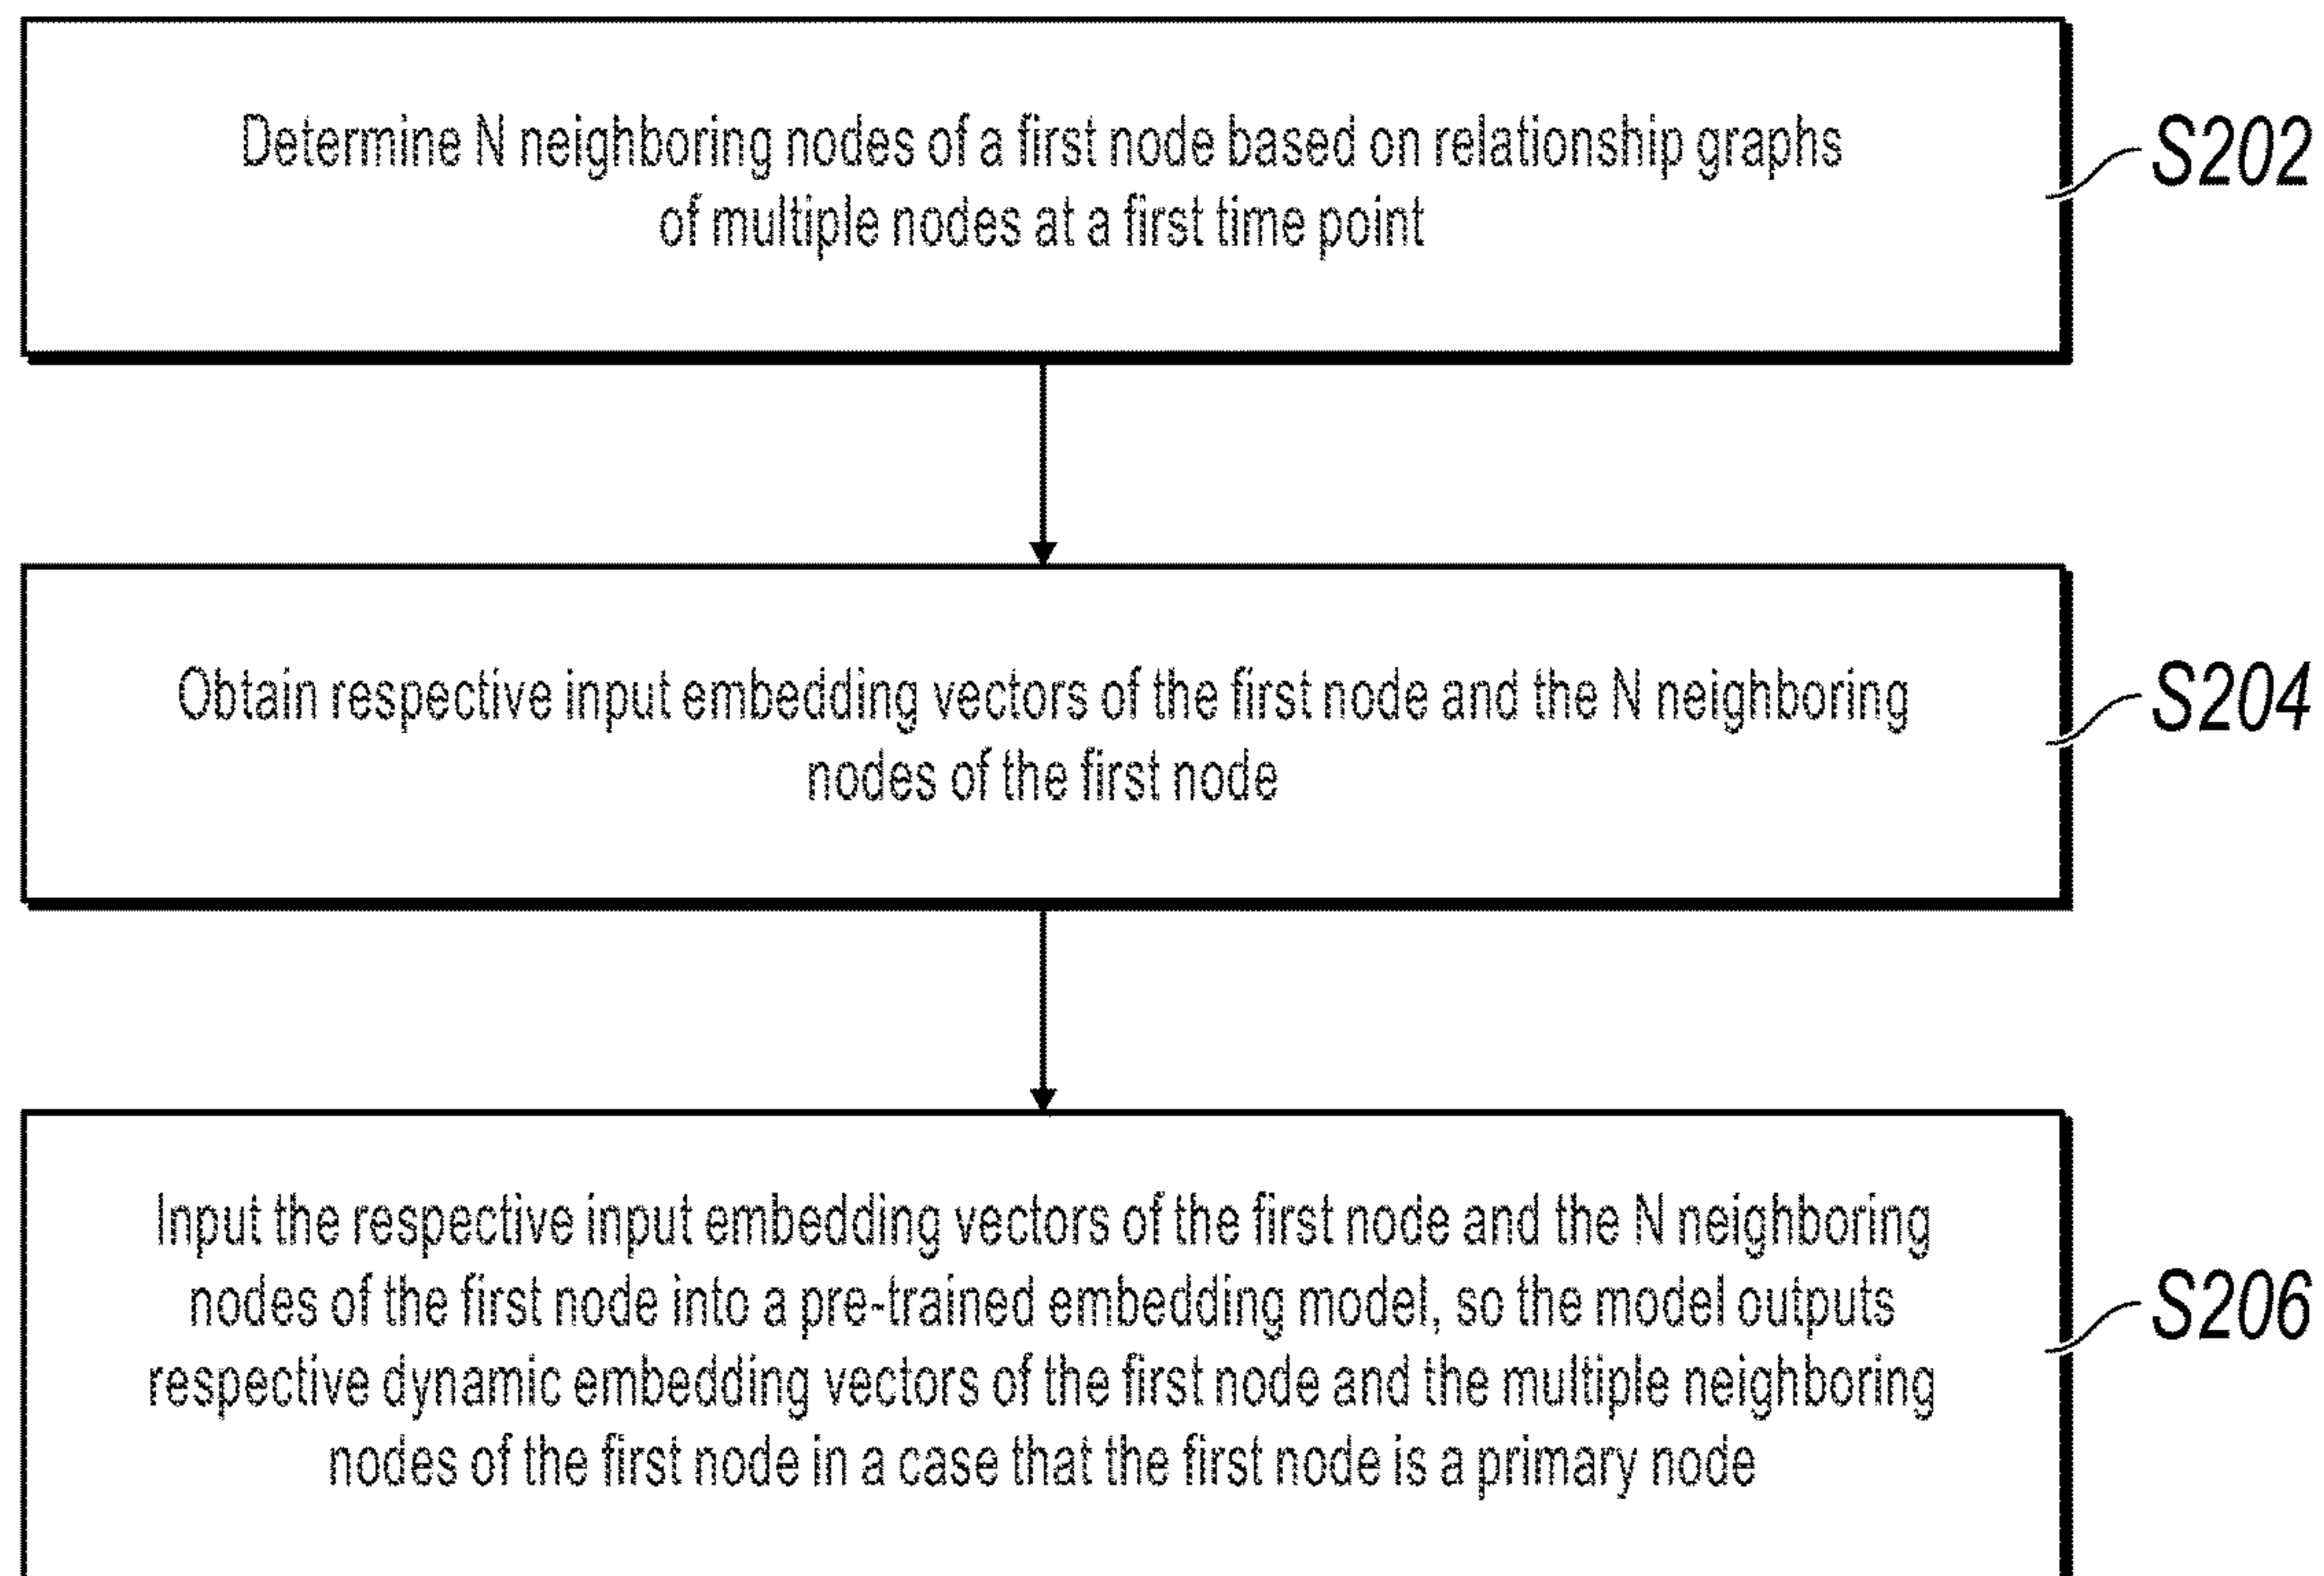 Determine N neighboring nodes of a first node based on relationship graphs
of multiple nodes at a first time point
S202
Obtain respective input embedding vectors of the first node and the N neighboring
nodes of the first node
S204
Input the respective input embedding vectors of the first node and the N neighboring
nodes of the first node into a pre-trained embedding model, so the model outputs
respective dynamic embedding vectors of the first node and the multiple neighboring
nodes of the first node in a case that the first node is a primary node
S206